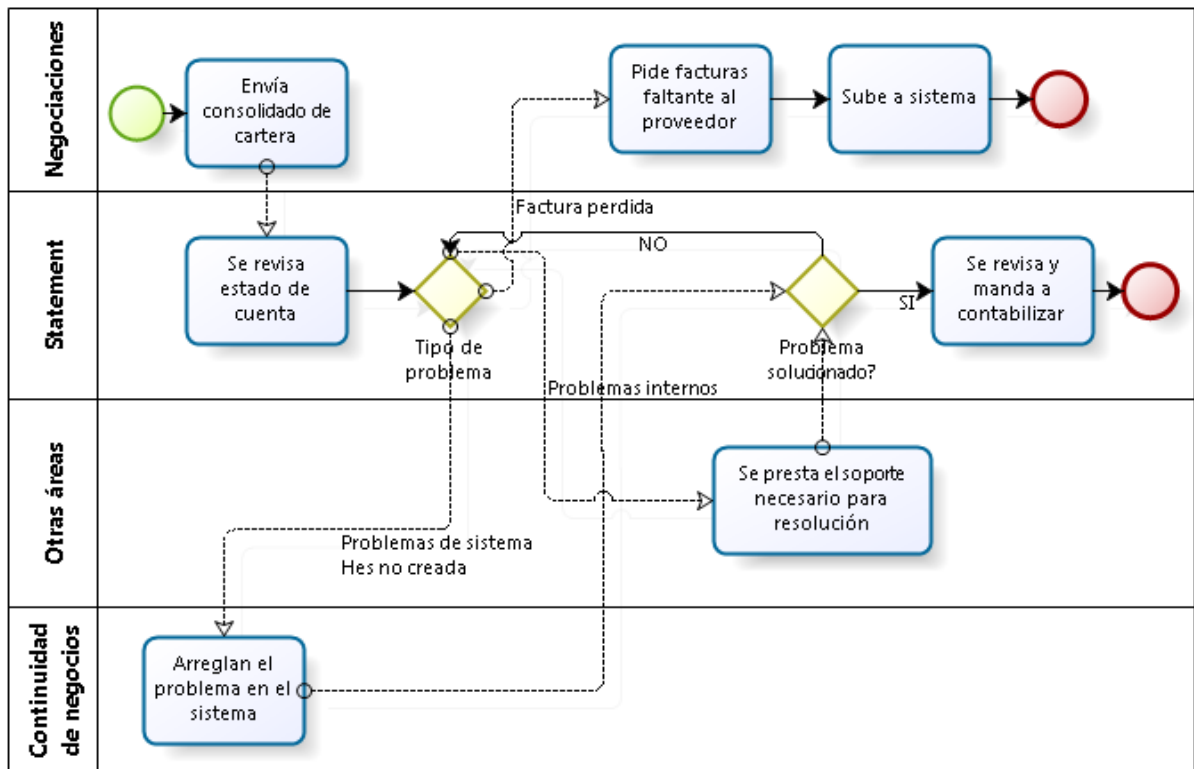 Negociaciones
Envía
consolidado de
cartera
Pide facturas
faltante al
proveedor
Sube a sistema
Statement
Se revisa
estado de
cuenta
Tipo de
problema
Factura perdida
NO
Problema
solucionado?
SI
Se revisa y
manda a
contabilizar
Problemas internos
Otras áreas
Se presta el soporte
necesario para
resolución
Problemas de sistema
Hes no creada
Continuidad
de negocios
Arreglan el
problema en el
sistema